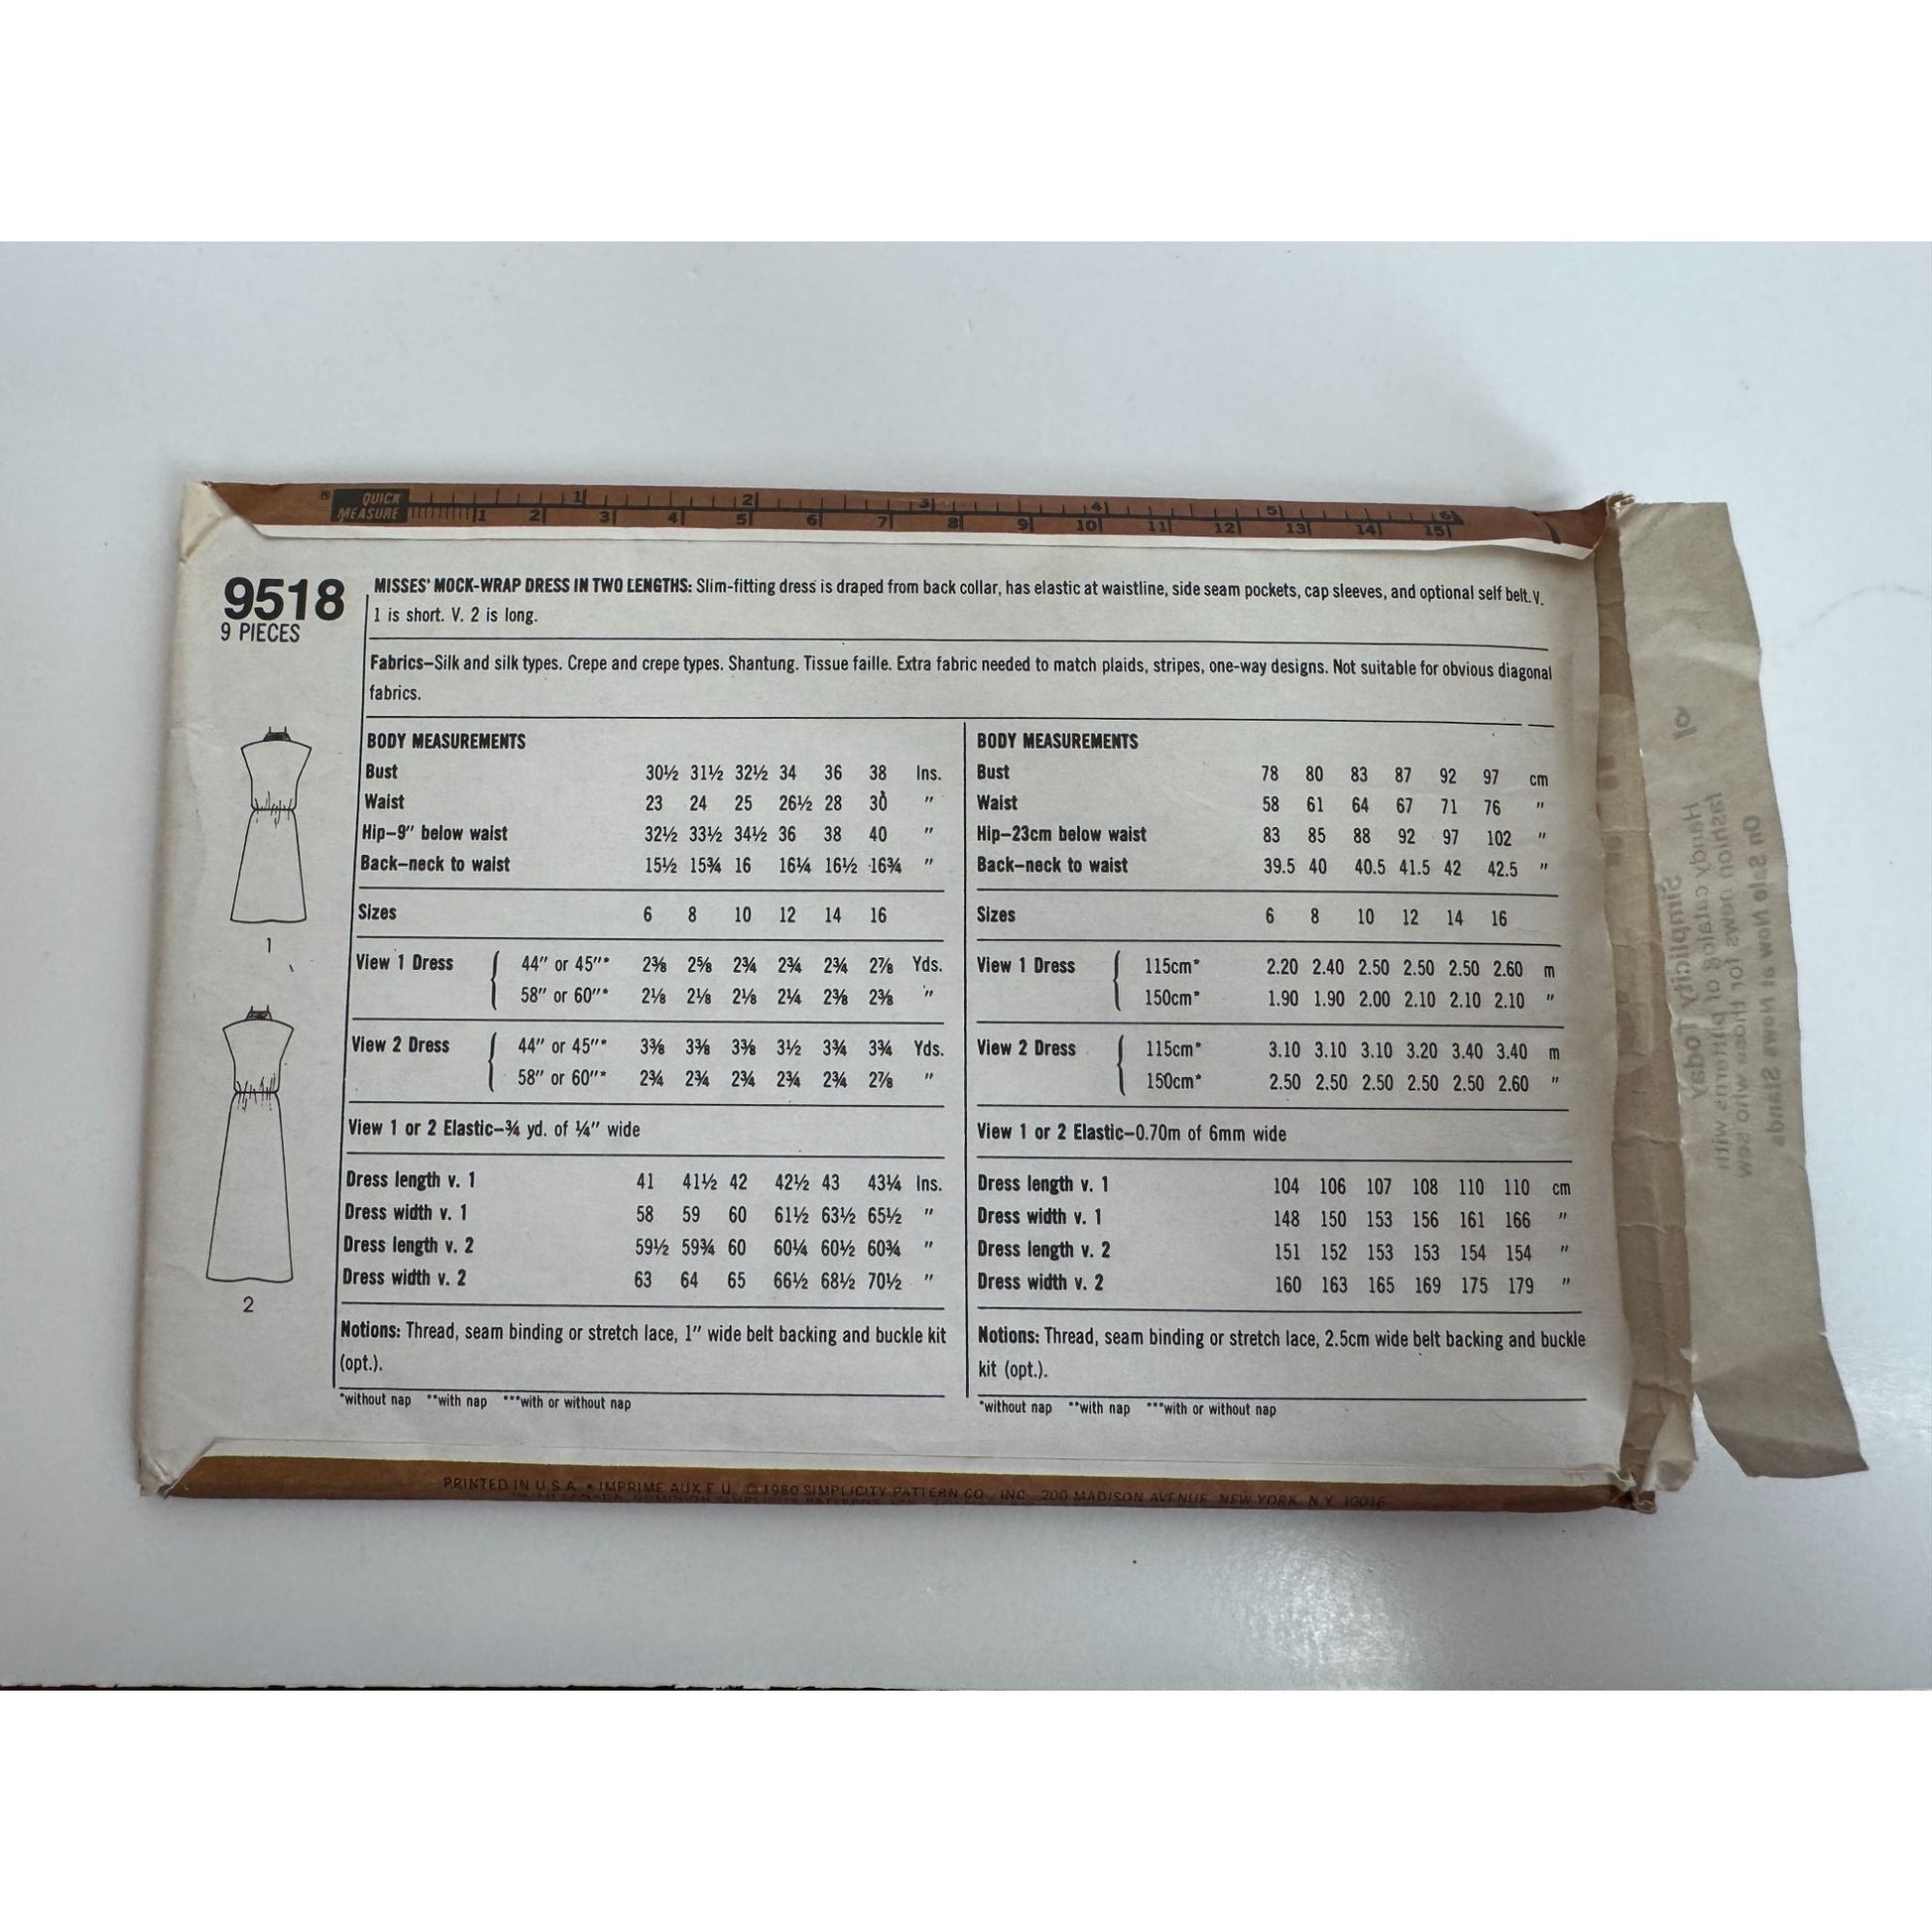 QUICK
MEASURE
1 2 3 4 5 6
1 2 3 4 5 6 7 8 9 10 11 12 13 14 15
9518
9 PIECES
MISSES' MOCK-WRAP DRESS IN TWO LENGTHS: Slim-fitting dress is draped from back collar, has elastic at waistline, side seam pockets, cap sleeves, and optional self belt. V.
1 is short. V. 2 is long.
Fabrics—Silk and silk types. Crepe and crepe types. Shantung. Tissue faille. Extra fabric needed to match plaids, stripes, one-way designs. Not suitable for obvious diagonal
fabrics.
1
2
BODY MEASUREMENTS
Bust 30½ 31½ 32½ 34 36 38 Ins.
Waist 23 24 25 26½ 28 30 "
Hip—9" below waist 32½ 33½ 34½ 36 38 40 "
Back—neck to waist 15½ 15¾ 16 16¼ 16½ 16¾ "
Sizes 6 8 10 12 14 16
View 1 Dress 44" or 45"* 2⅜ 2⅝ 2¾ 2¾ 2¾ 2⅞ Yds.
58" or 60"* 2⅛ 2⅛ 2⅛ 2¼ 2⅜ 2⅜ "
View 2 Dress 44" or 45"* 3⅜ 3⅜ 3⅜ 3½ 3¾ 3¾ Yds.
58" or 60"* 2¾ 2¾ 2¾ 2¾ 2¾ 2⅞ "
View 1 or 2 Elastic—¾ yd. of ¼" wide
Dress length v. 1 41 41½ 42 42½ 43 43¼ Ins.
Dress width v. 1 58 59 60 61½ 63½ 65½ "
Dress length v. 2 59½ 59¾ 60 60¼ 60½ 60¾ "
Dress width v. 2 63 64 65 66½ 68½ 70½ "
Notions: Thread, seam binding or stretch lace, 1" wide belt backing and buckle kit
(opt.).
*without nap **with nap ***with or without nap
BODY MEASUREMENTS
Bust 78 80 83 87 92 97 cm
Waist 58 61 64 67 71 76 "
Hip—23cm below waist 83 85 88 92 97 102 "
Back—neck to waist 39.5 40 40.5 41.5 42 42.5 "
Sizes 6 8 10 12 14 16
View 1 Dress 115cm* 2.20 2.40 2.50 2.50 2.50 2.60 m
150cm* 1.90 1.90 2.00 2.10 2.10 2.10 "
View 2 Dress 115cm* 3.10 3.10 3.10 3.20 3.40 3.40 m
150cm* 2.50 2.50 2.50 2.50 2.50 2.60 "
View 1 or 2 Elastic—0.70m of 6mm wide
Dress length v. 1 104 106 107 108 110 110 cm
Dress width v. 1 148 150 153 156 161 166 "
Dress length v. 2 151 152 153 153 154 154 "
Dress width v. 2 160 163 165 169 175 179 "
Notions: Thread, seam binding or stretch lace, 2.5cm wide belt backing and buckle
kit (opt.).
*without nap **with nap ***with or without nap
PRINTED IN U.S.A. • IMPRIME AUX E.U. © 1980 SIMPLICITY PATTERN CO., INC. 200 MADISON AVENUE, NEW YORK, N.Y. 10016
Simplicity Today
Handy catalog of patterns with
fashion news for those who sew
On Sale Now at News Stands